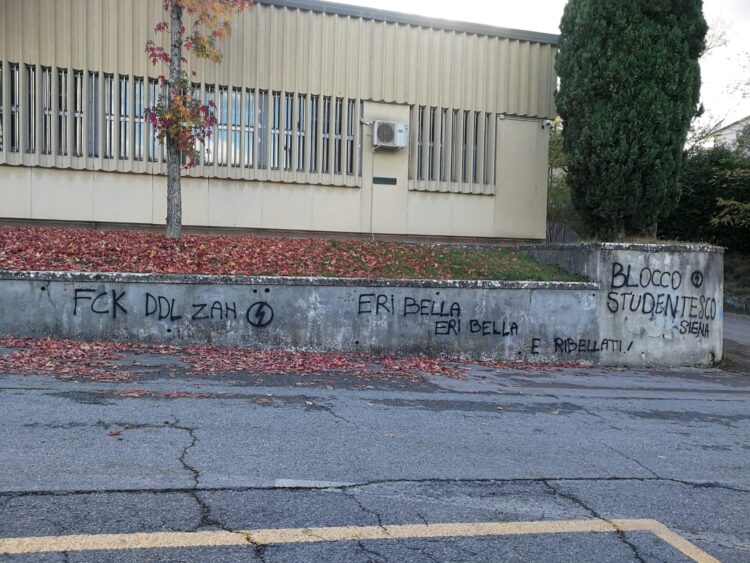 FCK DDL ZAN
ERI BELLA
ERI BELLA
E RIBELLATI!
BLOCCO
STUDENTESCO
SIENA